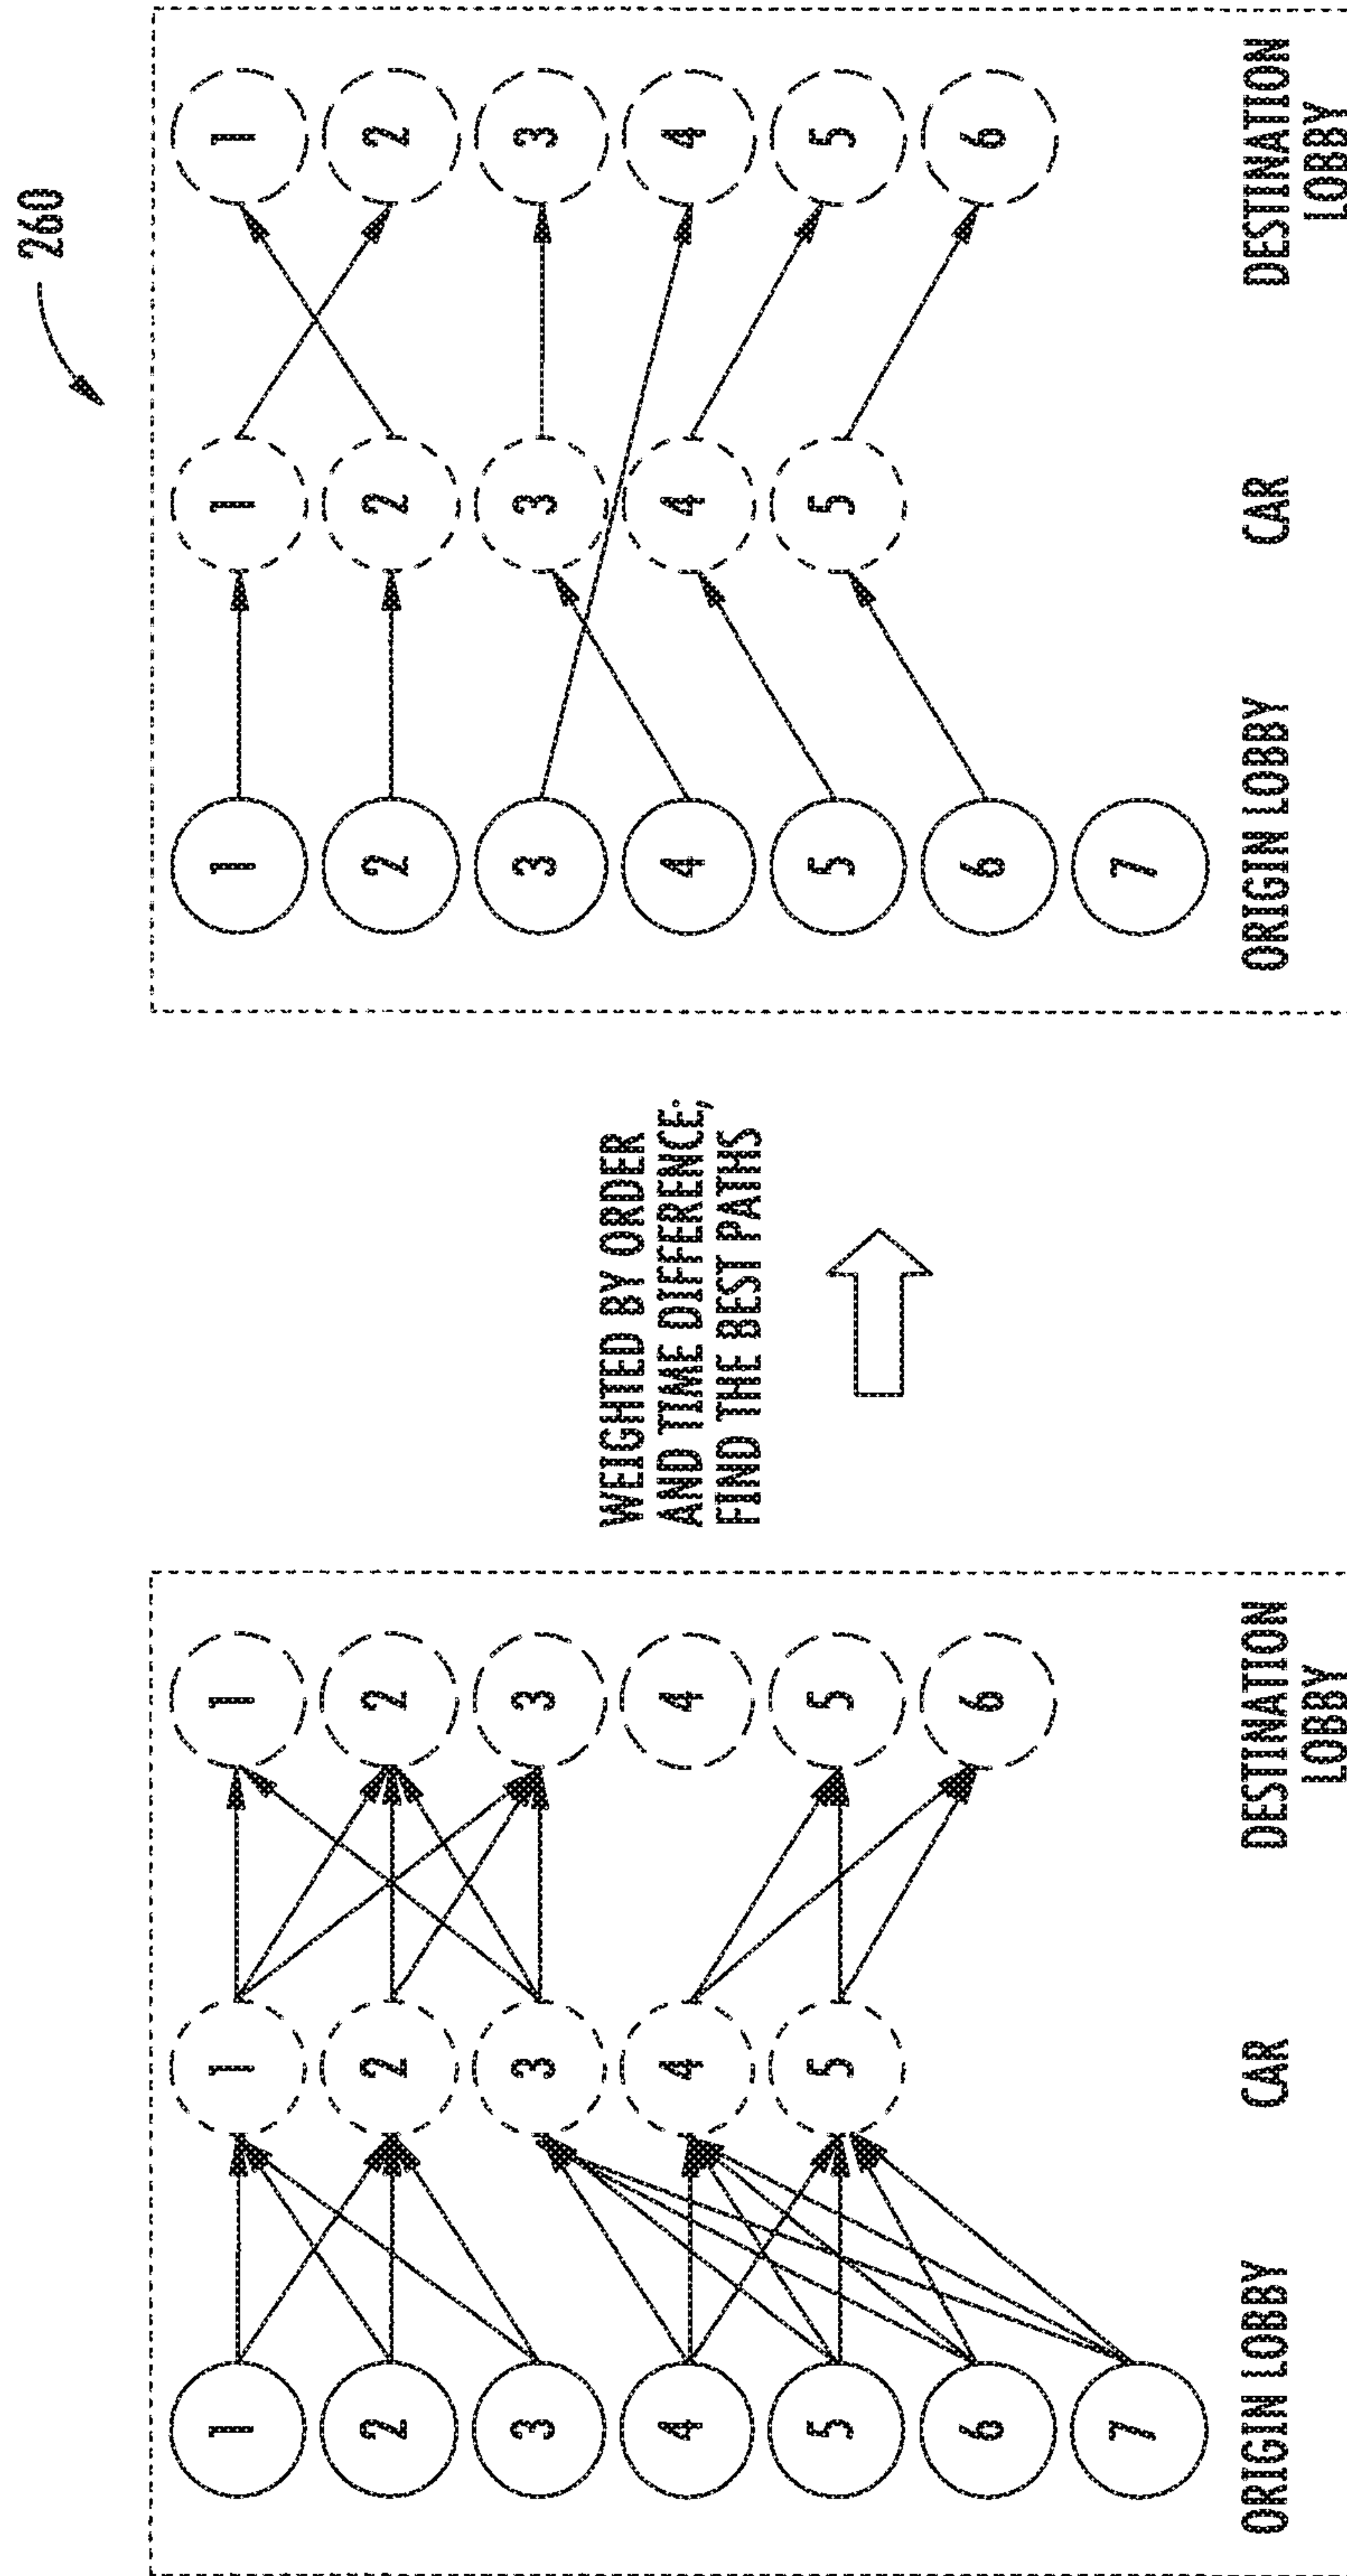 260
1 1 1
2 2 2
3 3 3
4 4 4
5 5 5
6 6
7
ORIGIN LOBBY CAR DESTINATION
LOBBY
WEIGHTED BY ORDER
AND TIME DIFFERENCE;
FIND THE BEST PATHS
1 1 1
2 2 2
3 3 3
4 4 4
5 5 5
6 6
7
ORIGIN LOBBY CAR DESTINATION
LOBBY